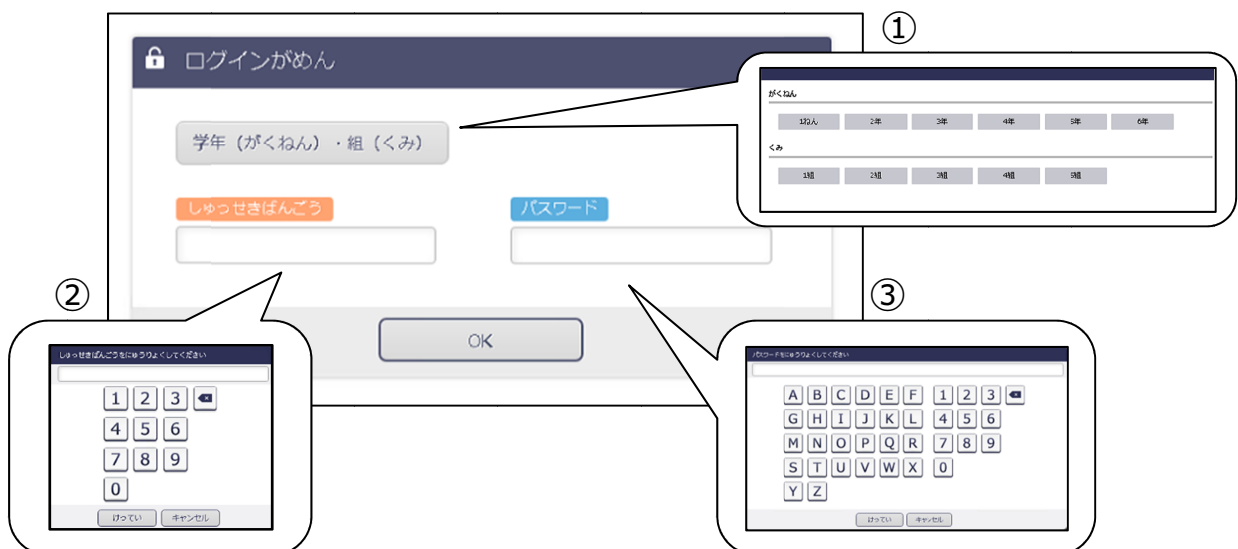 ①
ログインがめん
学年（がくねん）・組（くみ）
しゅっせきばんごう
パスワード
OK
がくねん
1ねん 2年 3年 4年 5年 6年
くみ
1組 2組 3組 4組 5組
②
しゅっせきばんごうをにゅうりょくしてください
1 2 3
4 5 6
7 8 9
0
けってい キャンセル
③
パスワードをにゅうりょくしてください
A B C D E F 1 2 3
G H I J K L 4 5 6
M N O P Q R 7 8 9
S T U V W X 0
Y Z
けってい キャンセル